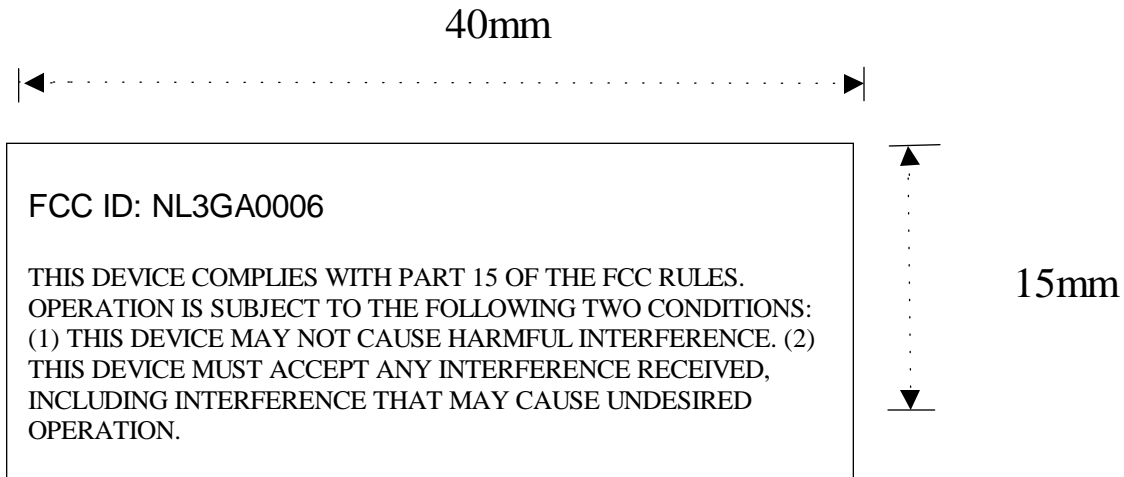 40mm
FCC ID: NL3GA0006
THIS DEVICE COMPLIES WITH PART 15 OF THE FCC RULES.
OPERATION IS SUBJECT TO THE FOLLOWING TWO CONDITIONS:
(1) THIS DEVICE MAY NOT CAUSE HARMFUL INTERFERENCE. (2)
THIS DEVICE MUST ACCEPT ANY INTERFERENCE RECEIVED,
INCLUDING INTERFERENCE THAT MAY CAUSE UNDESIRED
OPERATION.
15mm